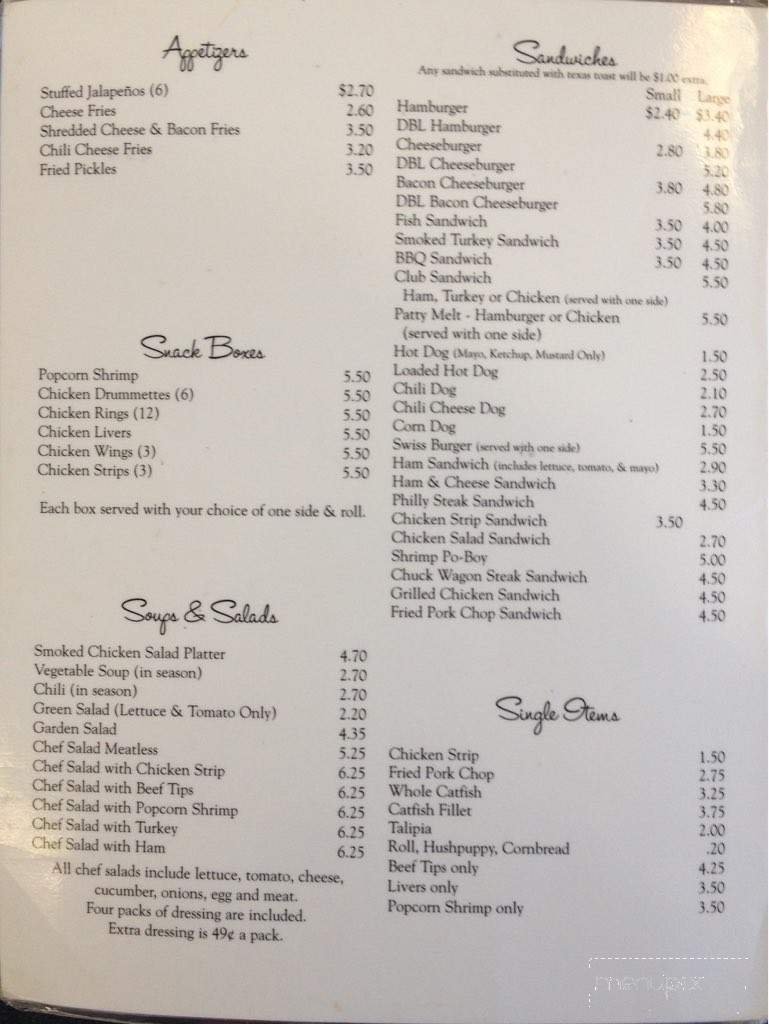 Appetizers
Stuffed Jalapeños (6) $2.70
Cheese Fries 2.60
Shredded Cheese & Bacon Fries 3.50
Chili Cheese Fries 3.20
Fried Pickles 3.50
Snack Boxes
Popcorn Shrimp 5.50
Chicken Drummettes (6) 5.50
Chicken Rings (12) 5.50
Chicken Livers 5.50
Chicken Wings (3) 5.50
Chicken Strips (3) 5.50
Each box served with your choice of one side & roll.
Soups & Salads
Smoked Chicken Salad Platter 4.70
Vegetable Soup (in season) 2.70
Chili (in season) 2.70
Green Salad (Lettuce & Tomato Only) 2.20
Garden Salad 4.35
Chef Salad Meatless 5.25
Chef Salad with Chicken Strip 6.25
Chef Salad with Beef Tips 6.25
Chef Salad with Popcorn Shrimp 6.25
Chef Salad with Turkey 6.25
Chef Salad with Ham 6.25
All chef salads include lettuce, tomato, cheese,
cucumber, onions, egg and meat.
Four packs of dressing are included.
Extra dressing is 49¢ a pack.
Sandwiches
Any sandwich substituted with texas toast will be $1.00 extra.
Small Large
Hamburger $2.40 $3.40
DBL Hamburger 4.40
Cheeseburger 2.80 3.80
DBL Cheeseburger 5.20
Bacon Cheeseburger 3.80 4.80
DBL Bacon Cheeseburger 5.80
Fish Sandwich 3.50 4.00
Smoked Turkey Sandwich 3.50 4.50
BBQ Sandwich 3.50 4.50
Club Sandwich 5.50
Ham, Turkey or Chicken (served with one side)
Patty Melt - Hamburger or Chicken 5.50
(served with one side)
Hot Dog (Mayo, Ketchup, Mustard Only) 1.50
Loaded Hot Dog 2.50
Chili Dog 2.10
Chili Cheese Dog 2.70
Corn Dog 1.50
Swiss Burger (served with one side) 5.50
Ham Sandwich (includes lettuce, tomato, & mayo) 2.90
Ham & Cheese Sandwich 3.30
Philly Steak Sandwich 4.50
Chicken Strip Sandwich 3.50
Chicken Salad Sandwich 2.70
Shrimp Po-Boy 5.00
Chuck Wagon Steak Sandwich 4.50
Grilled Chicken Sandwich 4.50
Fried Pork Chop Sandwich 4.50
Single Items
Chicken Strip 1.50
Fried Pork Chop 2.75
Whole Catfish 3.25
Catfish Fillet 3.75
Talipia 2.00
Roll, Hushpuppy, Cornbread .20
Beef Tips only 4.25
Livers only 3.50
Popcorn Shrimp only 3.50
menupix